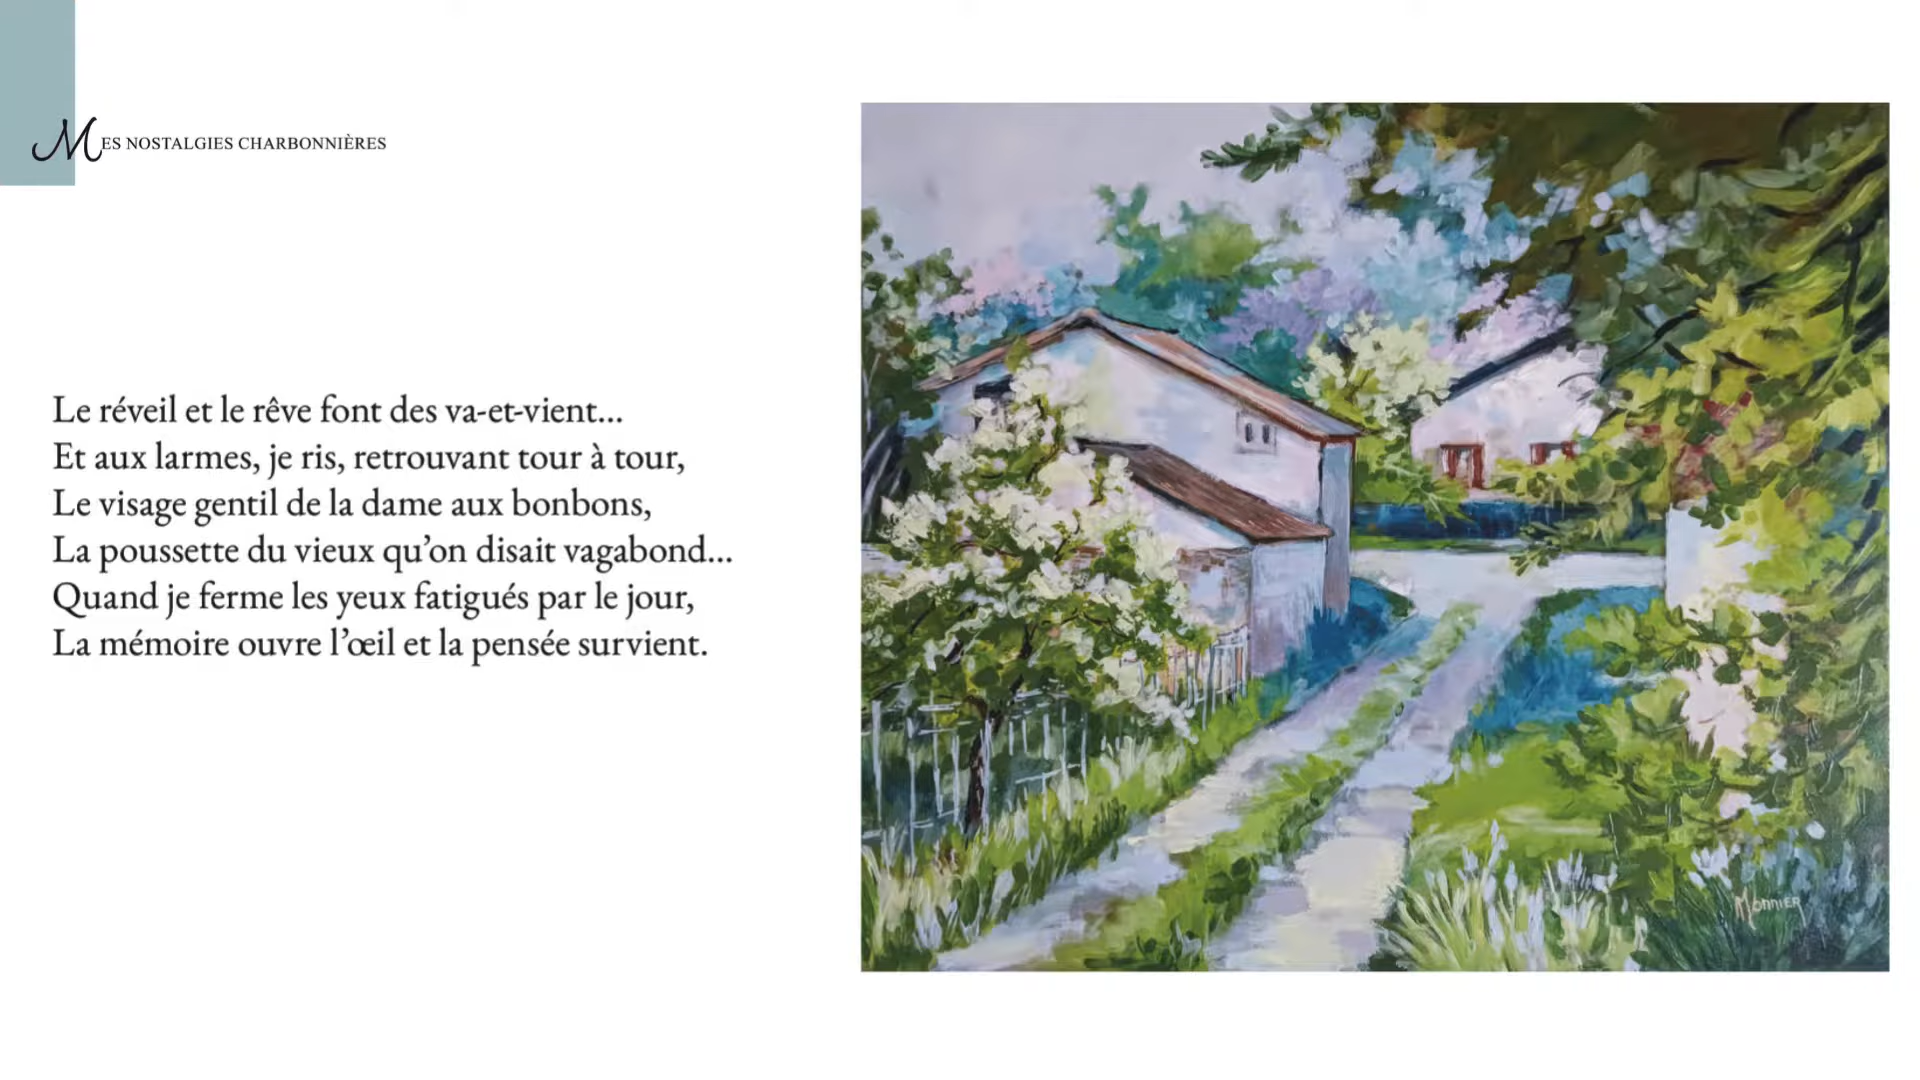 MES NOSTALGIES CHARBONNIÈRES
Le réveil et le rêve font des va-et-vient...
Et aux larmes, je ris, retrouvant tour à tour,
Le visage gentil de la dame aux bonbons,
La poussette du vieux qu’on disait vagabond...
Quand je ferme les yeux fatigués par le jour,
La mémoire ouvre l’œil et la pensée survient.
Monnier